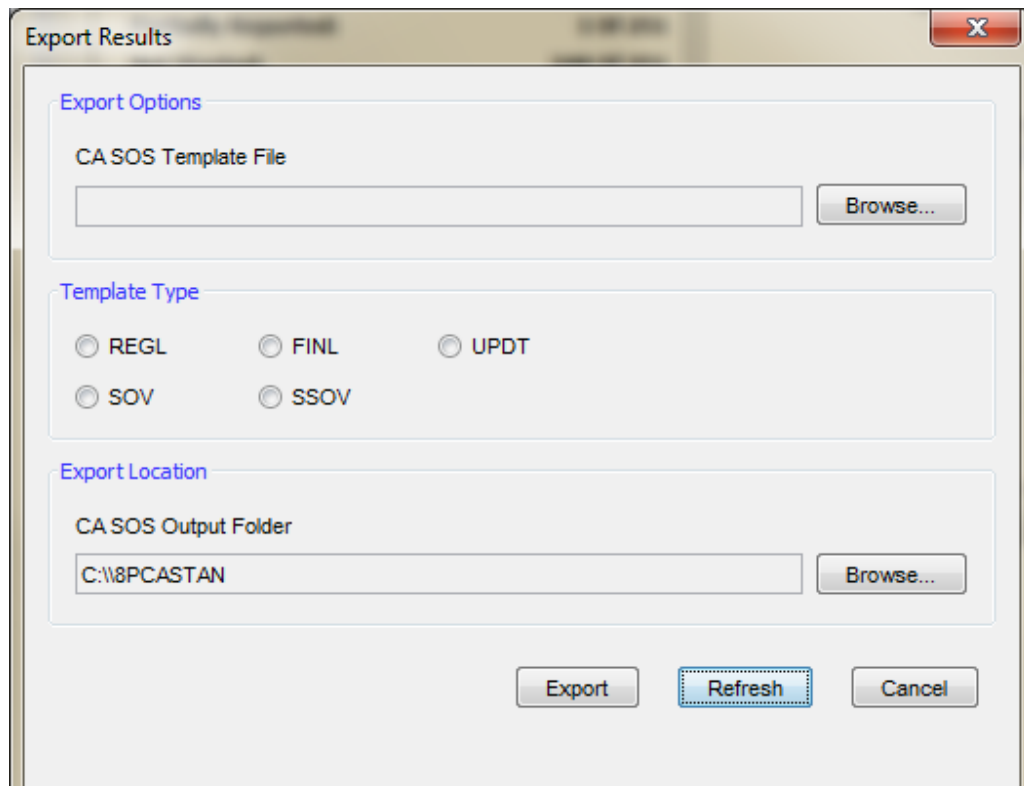 Export Results
Export Options
CA SOS Template File
Browse...
Template Type
REGL FINL UPDT
SOV SSOV
Export Location
CA SOS Output Folder
C:\\8PCASTAN Browse...
Export Refresh Cancel